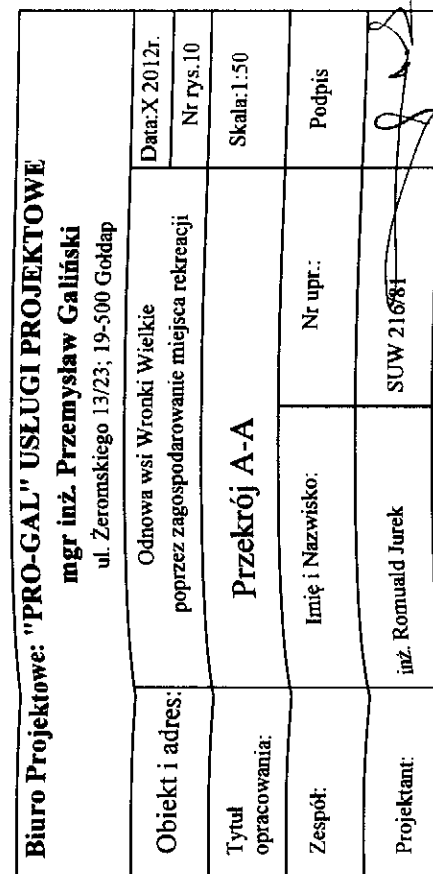 Biuro Projektowe: "PRO-GAL" USŁUGI PROJEKTOWE
mgr inż. Przemysław Galiński
ul. Żeromskiego 13/23; 19-500 Gołdap
Obiekt i adres:
Odnowa wsi Wronki Wielkie
poprzez zagospodarowanie miejsca rekreacji
Data:X 2012r.
Nr rys.10
Tytuł
opracowania:
Przekrój A-A
Skala:1:50
Zespół:
Imię i Nazwisko:
Nr upr.:
Podpis
Projektant:
inż. Romuald Jurek
SUW 216/81